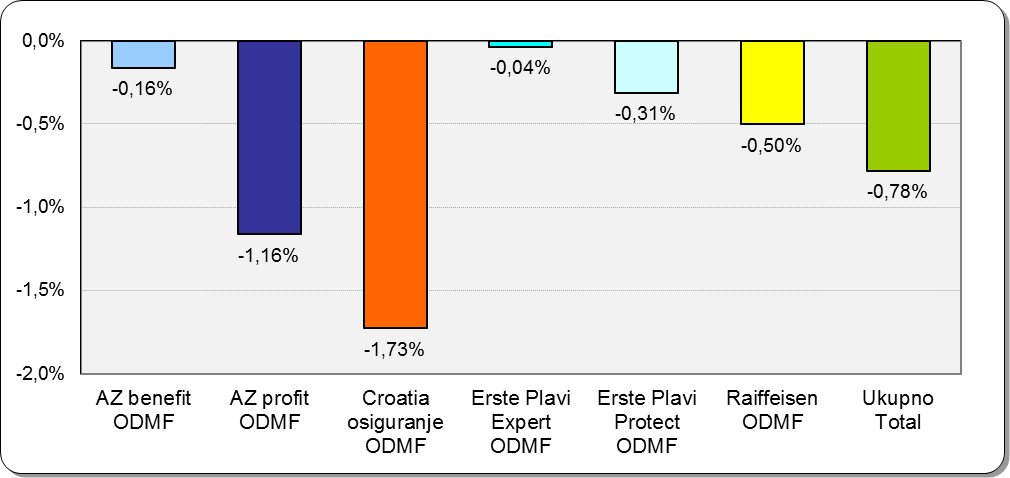 0,0%
-0,5%
-1,0%
-1,5%
-2,0%
-0,16%
-1,16%
-1,73%
-0,04%
-0,31%
-0,50%
-0,78%
AZ benefit
ODMF
AZ profit
ODMF
Croatia
osiguranje
ODMF
Erste Plavi
Expert
ODMF
Erste Plavi
Protect
ODMF
Raiffeisen
ODMF
Ukupno
Total